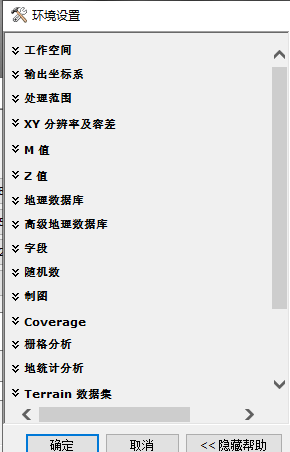 环境设置
工作空间
输出坐标系
处理范围
XY 分辨率及容差
M 值
Z 值
地理数据库
高级地理数据库
字段
随机数
制图
Coverage
栅格分析
地统计分析
Terrain 数据集
确定 取消 << 隐藏帮助